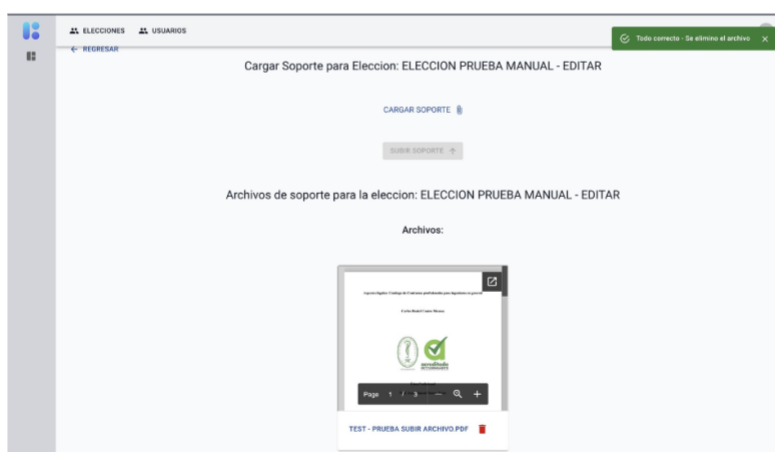 ELECCIONES USUARIOS
Todo correcto - Se elimino el archivo X
REGRESAR
Cargar Soporte para Eleccion: ELECCION PRUEBA MANUAL - EDITAR
CARGAR SOPORTE
SUBIR SOPORTE
Archivos de soporte para la eleccion: ELECCION PRUEBA MANUAL - EDITAR
Archivos:
Page 1 / 3
TEST - PRUEBA SUBIR ARCHIVO.PDF